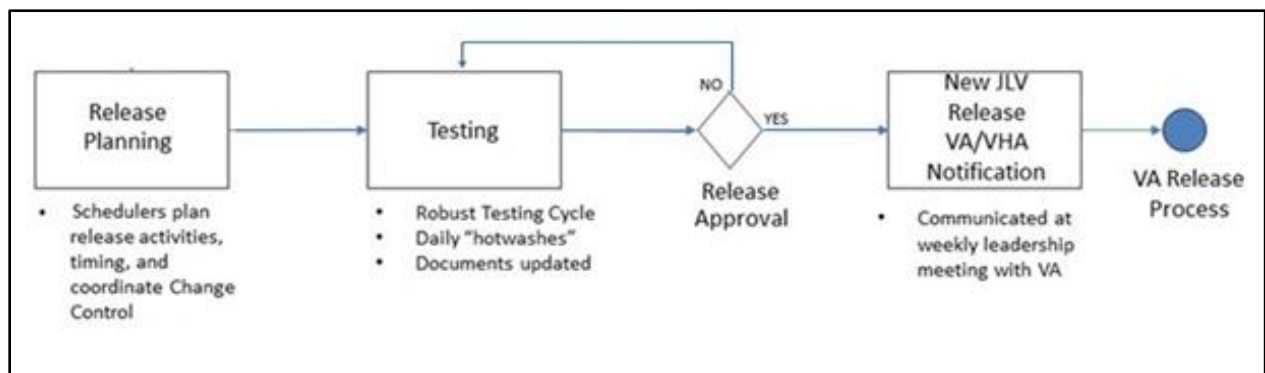 Release
Planning
• Schedulers plan
release activities,
timing, and
coordinate Change
Control
Testing
• Robust Testing Cycle
• Daily “hotwashes”
• Documents updated
NO
YES
Release
Approval
New JLV
Release
VA/VHA
Notification
• Communicated at
weekly leadership
meeting with VA
VA Release
Process